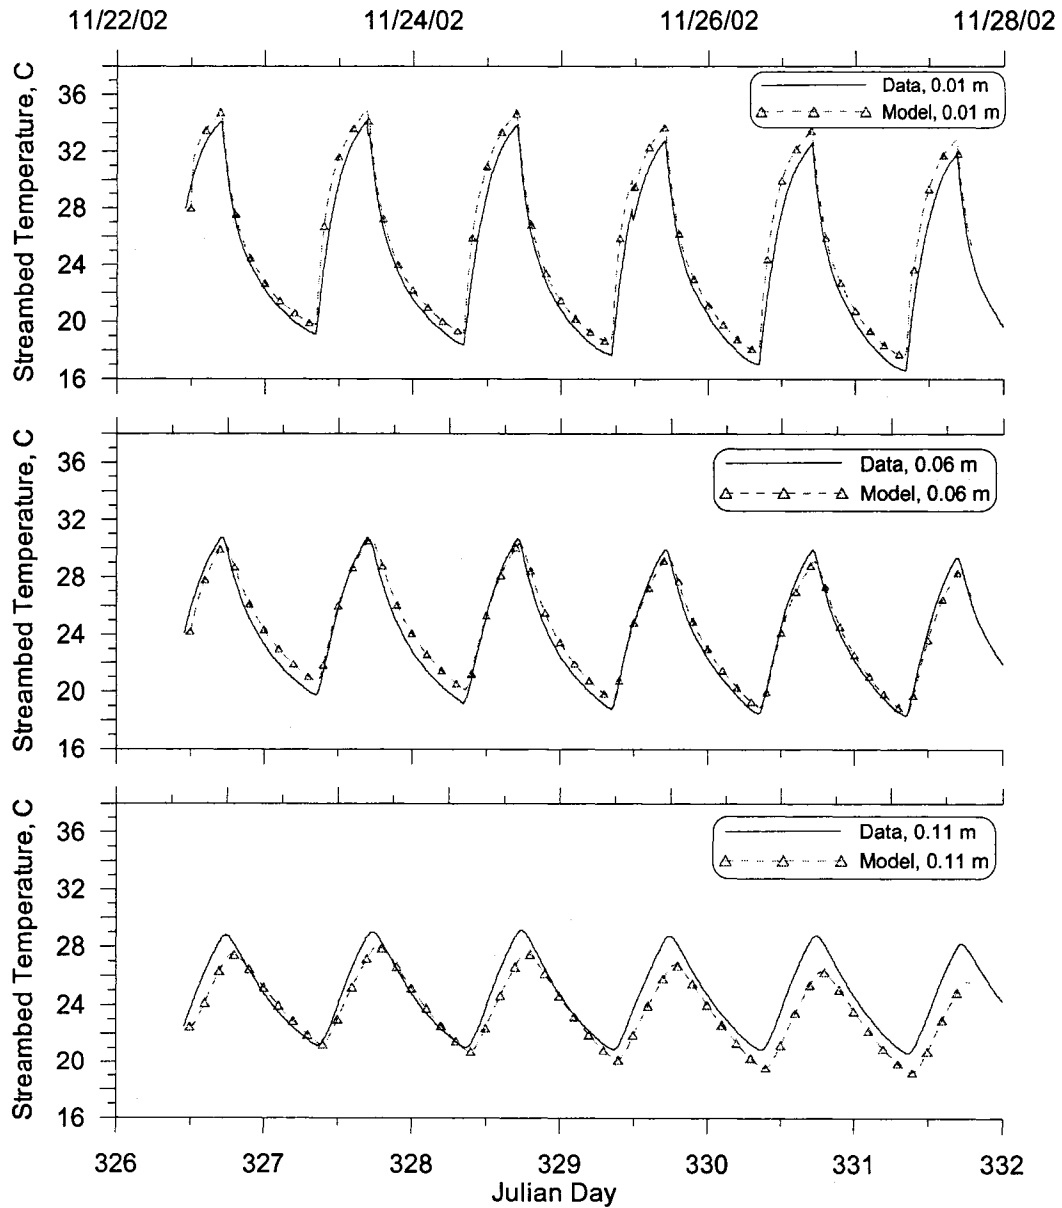 11/22/02 11/24/02 11/26/02 11/28/02
Streambed Temperature, C
36
32
28
24
20
16
Data, 0.01 m
Model, 0.01 m
Streambed Temperature, C
36
32
28
24
20
16
Data, 0.06 m
Model, 0.06 m
Streambed Temperature, C
36
32
28
24
20
16
Data, 0.11 m
Model, 0.11 m
326 327 328 329 330 331 332
Julian Day